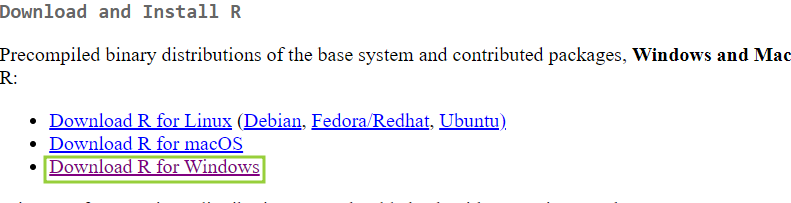 Download and Install R
Precompiled binary distributions of the base system and contributed packages, Windows and Mac
R:
• Download R for Linux (Debian, Fedora/Redhat, Ubuntu)
• Download R for macOS
• Download R for Windows